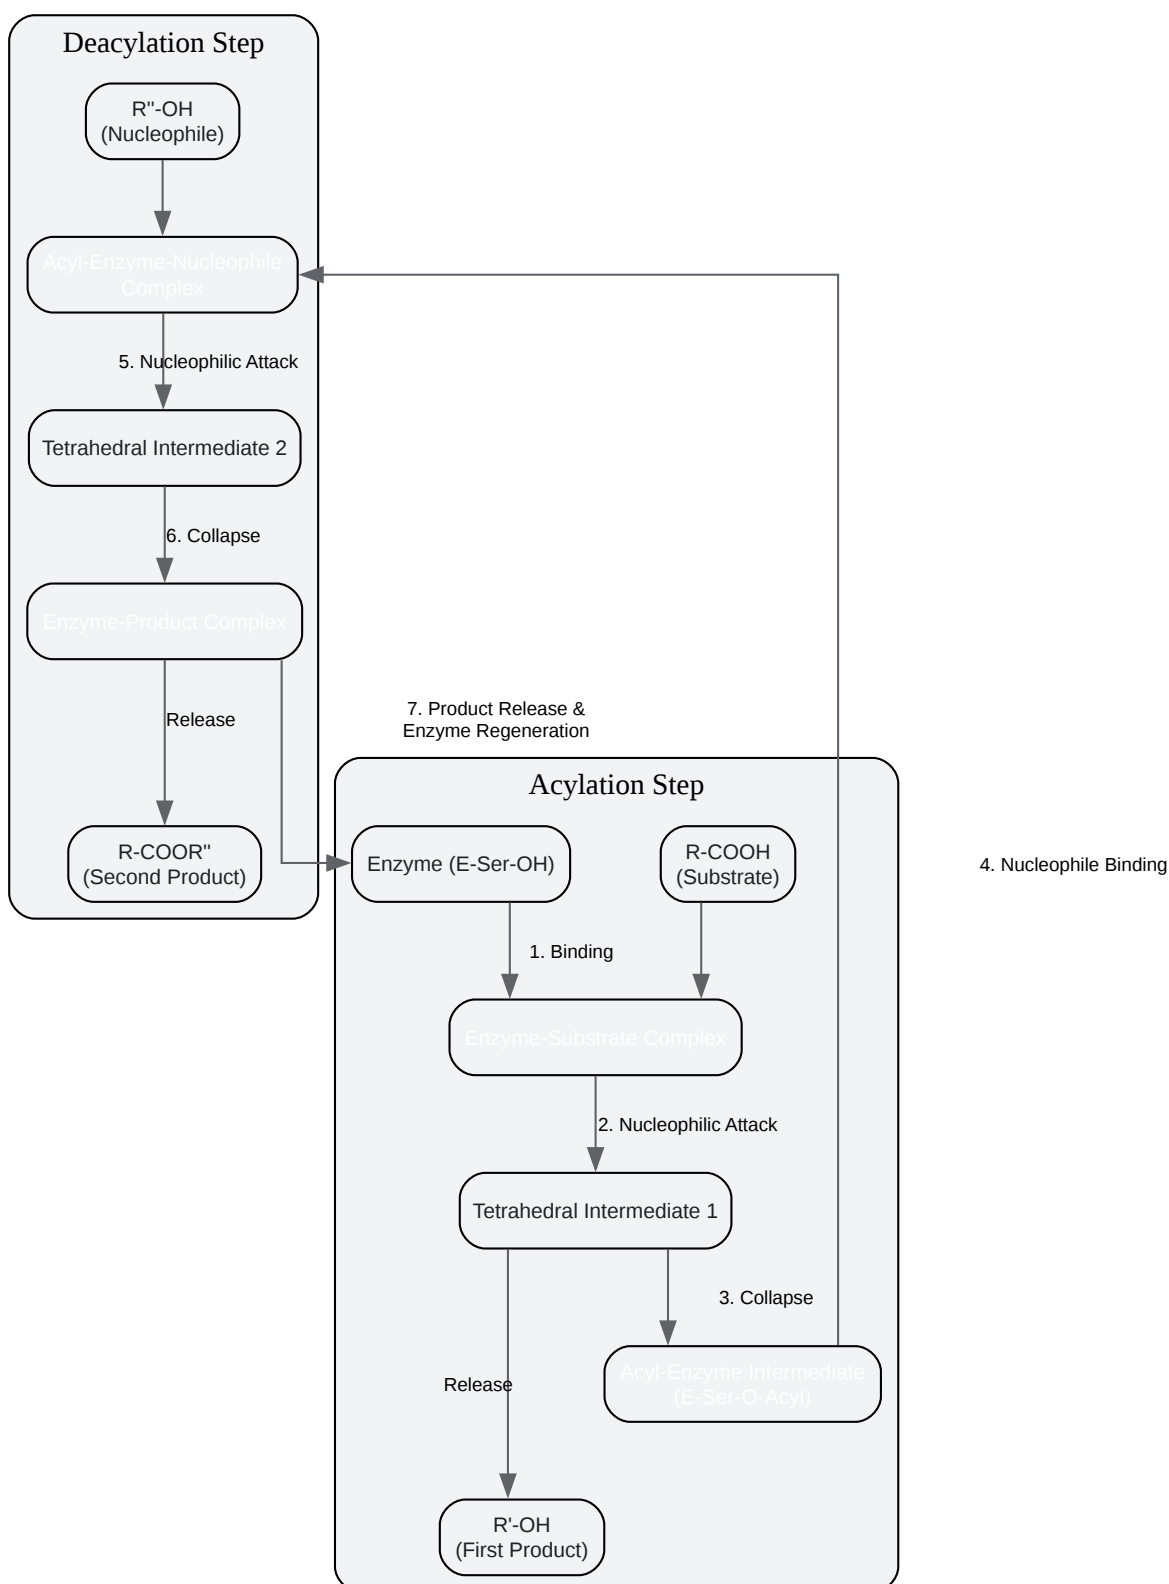 Deacylation Step
R"-OH
(Nucleophile)
Acyl-Enzyme-Nucleophile
Complex
5. Nucleophilic Attack
Tetrahedral Intermediate 2
6. Collapse
Enzyme-Product Complex
Release
R-COOR"
(Second Product)
7. Product Release &
Enzyme Regeneration
Acylation Step
Enzyme (E-Ser-OH)
R-COOH
(Substrate)
4. Nucleophile Binding
1. Binding
Enzyme-Substrate Complex
2. Nucleophilic Attack
Tetrahedral Intermediate 1
3. Collapse
Acyl-Enzyme Intermediate
(E-Ser-O-Acyl)
Release
R'-OH
(First Product)